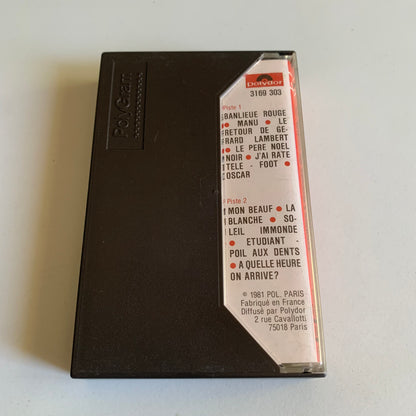 PolyGram
Polydor
3169 303
Piste 1
BANLIEUE ROUGE
● MANU ● LE
RETOUR DE GE-
RARD LAMBERT
● LE PERE NOEL
NOIR ● J'AI RATE
TELE - FOOT ●
OSCAR
Piste 2
MON BEAUF ● LA
BLANCHE ● SO-
LEIL IMMONDE
● ETUDIANT -
POIL AUX DENTS
● A QUELLE HEURE
ON ARRIVE?
© 1981 POL. PARIS
Fabriqué en France
Diffusé par Polydor
2 rue Cavallotti
75018 Paris